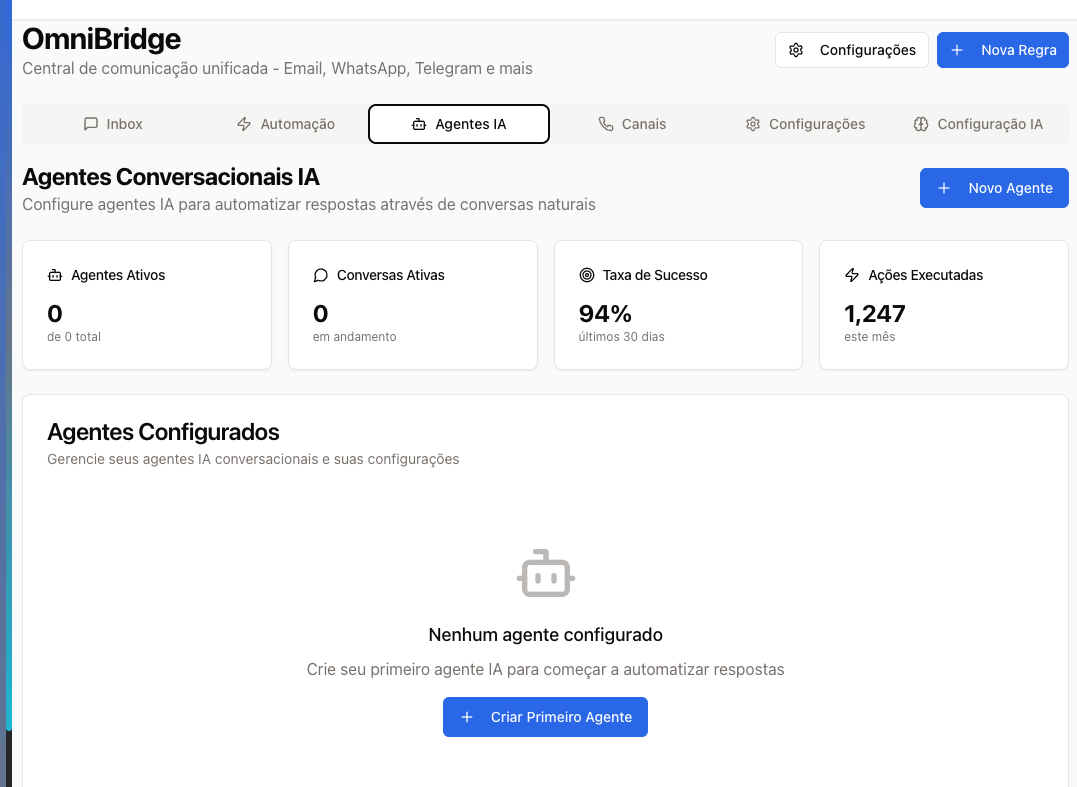 OmniBridge
Central de comunicação unificada - Email, WhatsApp, Telegram e mais
Configurações
Nova Regra
Inbox
Automação
Agentes IA
Canais
Configurações
Configuração IA
Agentes Conversacionais IA
Configure agentes IA para automatizar respostas através de conversas naturais
Novo Agente
Agentes Ativos
0
de 0 total
Conversas Ativas
0
em andamento
Taxa de Sucesso
94%
últimos 30 dias
Ações Executadas
1,247
este mês
Agentes Configurados
Gerencie seus agentes IA conversacionais e suas configurações
Nenhum agente configurado
Crie seu primeiro agente IA para começar a automatizar respostas
Criar Primeiro Agente